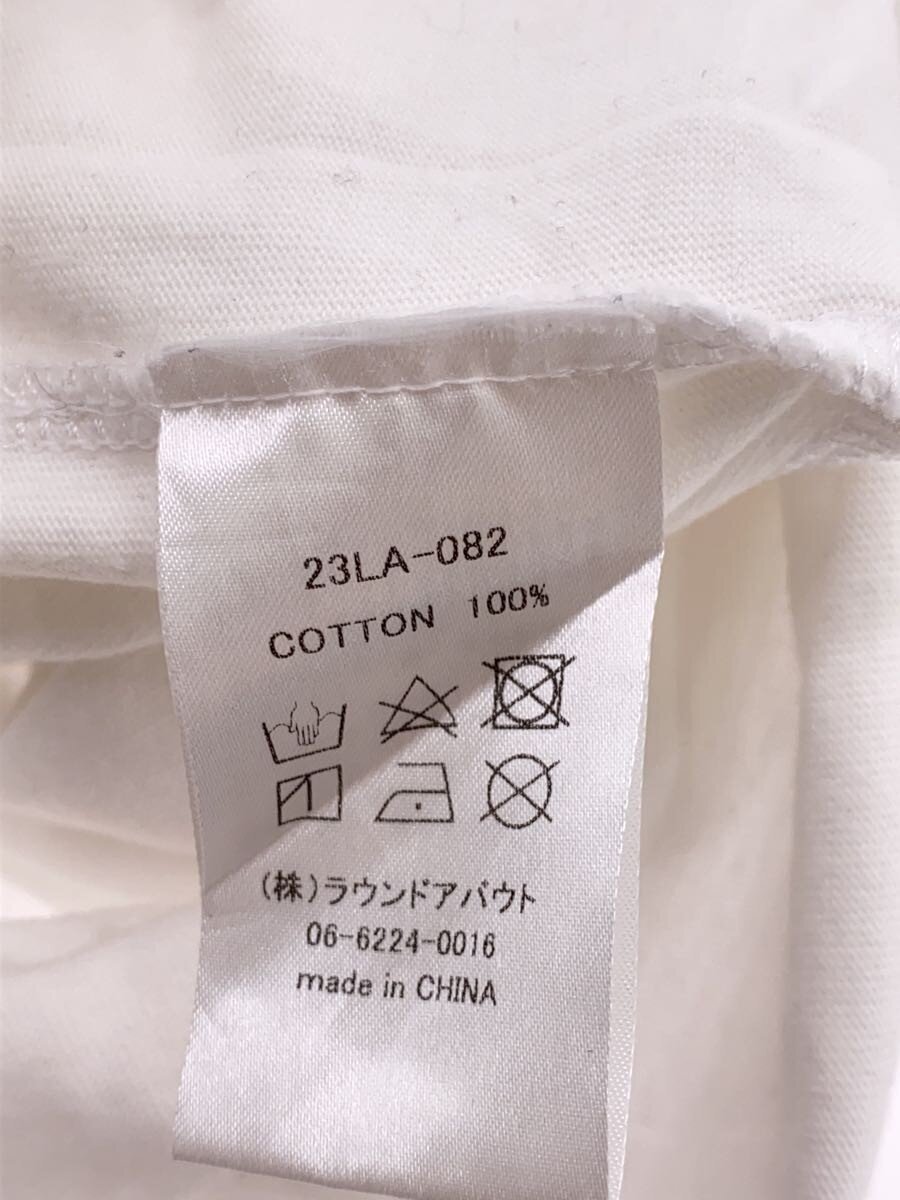 23LA-082
COTTON 100%
(株)ラウンドアバウト
06-6224-0016
made in CHINA